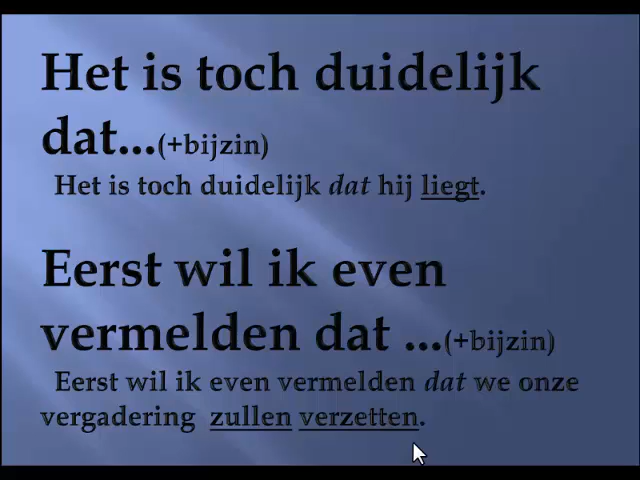 Het is toch duidelijk
dat...(+bijzin)
Het is toch duidelijk dat hij liegt.
Eerst wil ik even
vermelden dat ...(+bijzin)
Eerst wil ik even vermelden dat we onze
vergadering zullen verzetten.